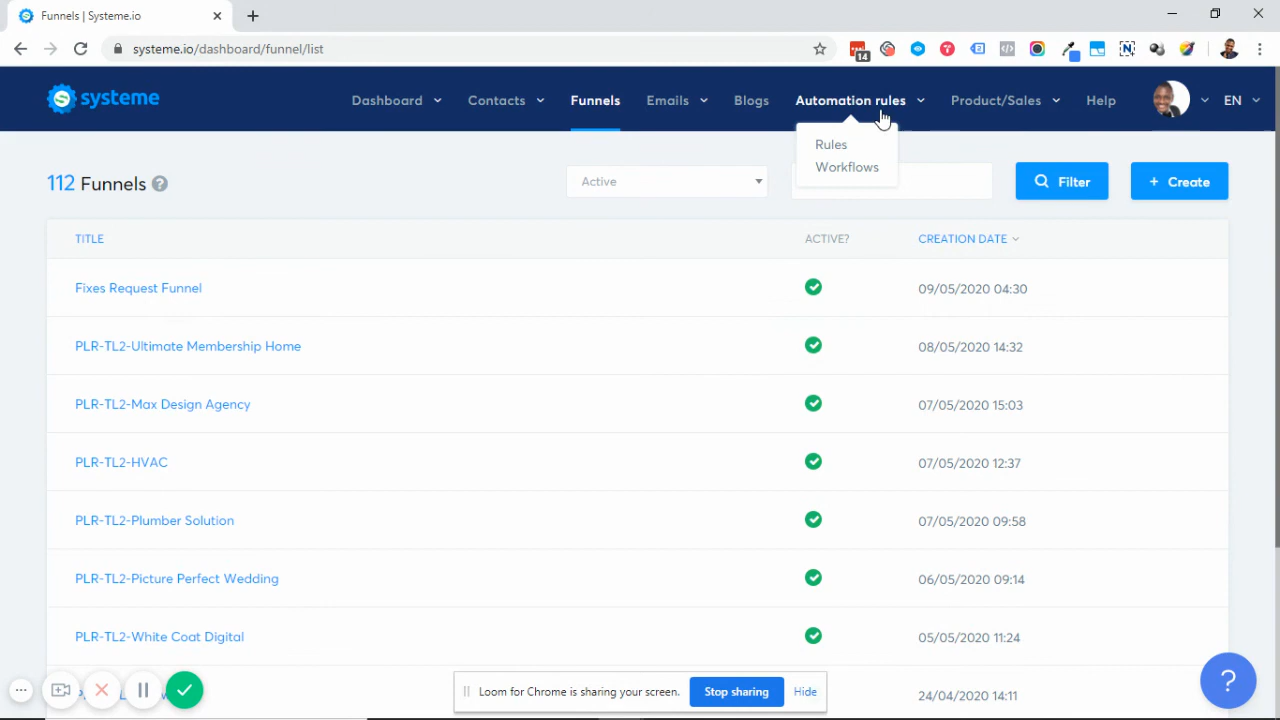 Funnels | Systeme.io
systeme.io/dashboard/funnel/list
14
systeme
Dashboard Contacts Funnels Emails Blogs Automation rules Product/Sales Help EN
Rules
Workflows
112 Funnels ?
Active
Filter
+ Create
TITLE ACTIVE? CREATION DATE
Fixes Request Funnel 09/05/2020 04:30
PLR-TL2-Ultimate Membership Home 08/05/2020 14:32
PLR-TL2-Max Design Agency 07/05/2020 15:03
PLR-TL2-HVAC 07/05/2020 12:37
PLR-TL2-Plumber Solution 07/05/2020 09:58
PLR-TL2-Picture Perfect Wedding 06/05/2020 09:14
PLR-TL2-White Coat Digital 05/05/2020 11:24
24/04/2020 14:11
Loom for Chrome is sharing your screen. Stop sharing Hide
?